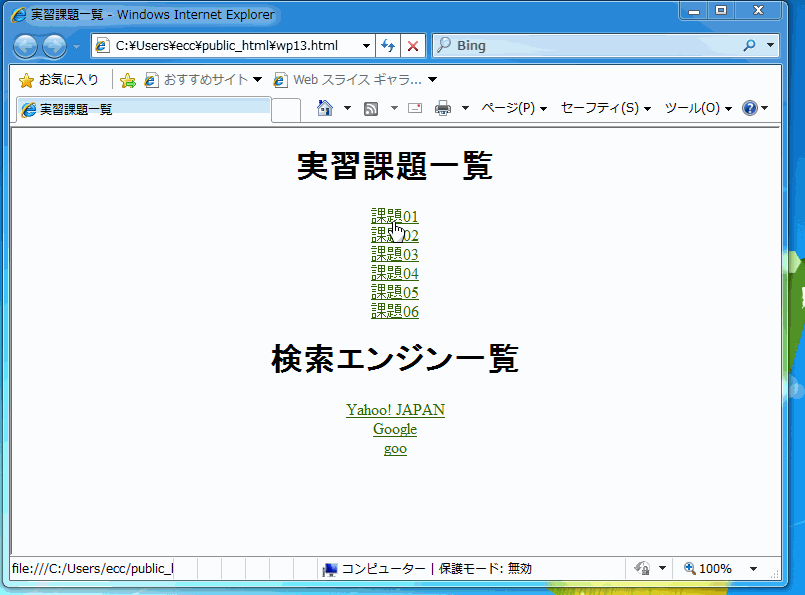 実習課題一覧 - Windows Internet Explorer
C:¥Users¥ecc¥public_html¥wp13.html
Bing
お気に入り
おすすめサイト
Web スライス ギャラ...
実習課題一覧
ページ(P)
セーフティ(S)
ツール(O)
実習課題一覧
課題01
課題02
課題03
課題04
課題05
課題06
検索エンジン一覧
Yahoo! JAPAN
Google
goo
file:///C:/Users/ecc/public_l
コンピューター | 保護モード: 無効
100%